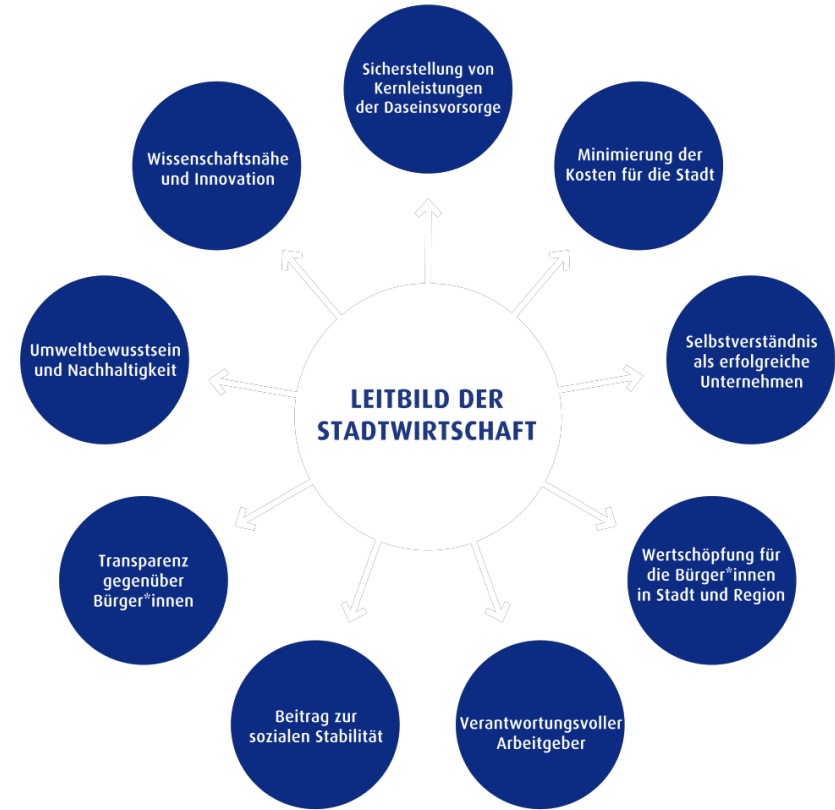 Sicherstellung von
Kernleistungen
der Daseinsvorsorge
Minimierung der
Kosten für die Stadt
Selbstverständnis
als erfolgreiche
Unternehmen
Wertschöpfung für
die Bürger*innen
in Stadt und Region
Verantwortungsvoller
Arbeitgeber
Beitrag zur
sozialen Stabilität
Transparenz
gegenüber
Bürger*innen
Umweltbewusstsein
und Nachhaltigkeit
Wissenschaftsnähe
und Innovation
LEITBILD DER
STADTWIRTSCHAFT